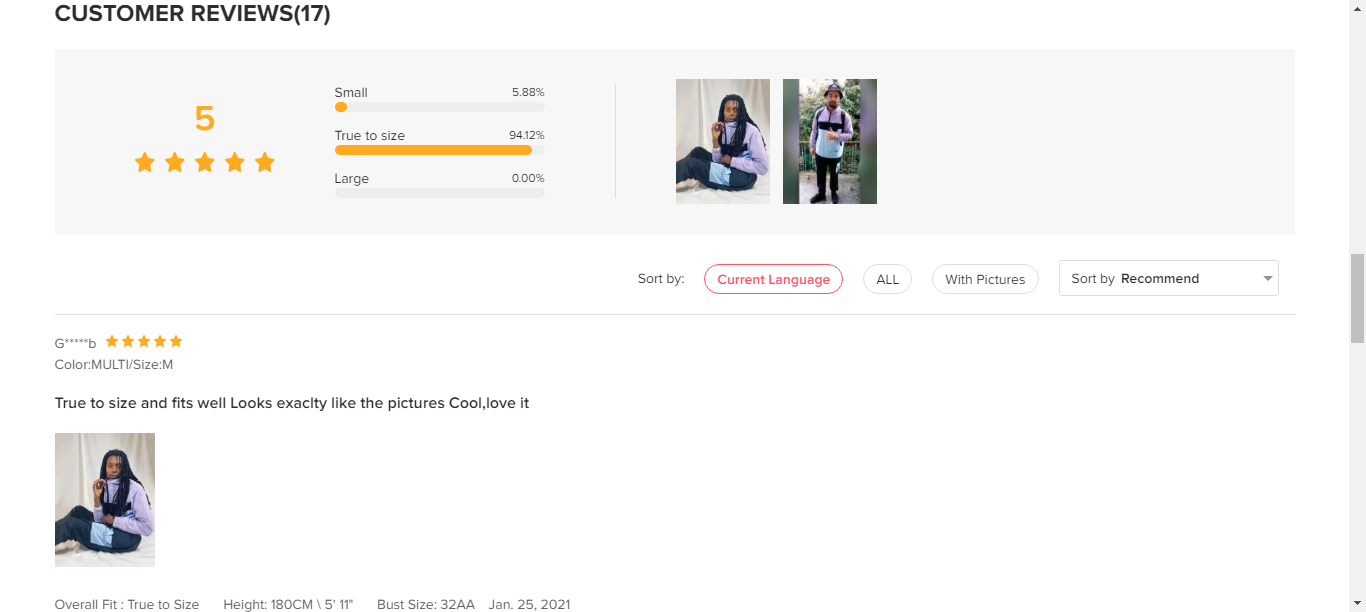 CUSTOMER REVIEWS(17)
5
Small 5.88%
True to size 94.12%
Large 0.00%
Sort by: Current Language ALL With Pictures Sort by Recommend
G*****b
Color:MULTI/Size:M
True to size and fits well Looks exaclty like the pictures Cool,love it
Overall Fit : True to Size Height: 180CM \ 5' 11" Bust Size: 32AA Jan. 25, 2021